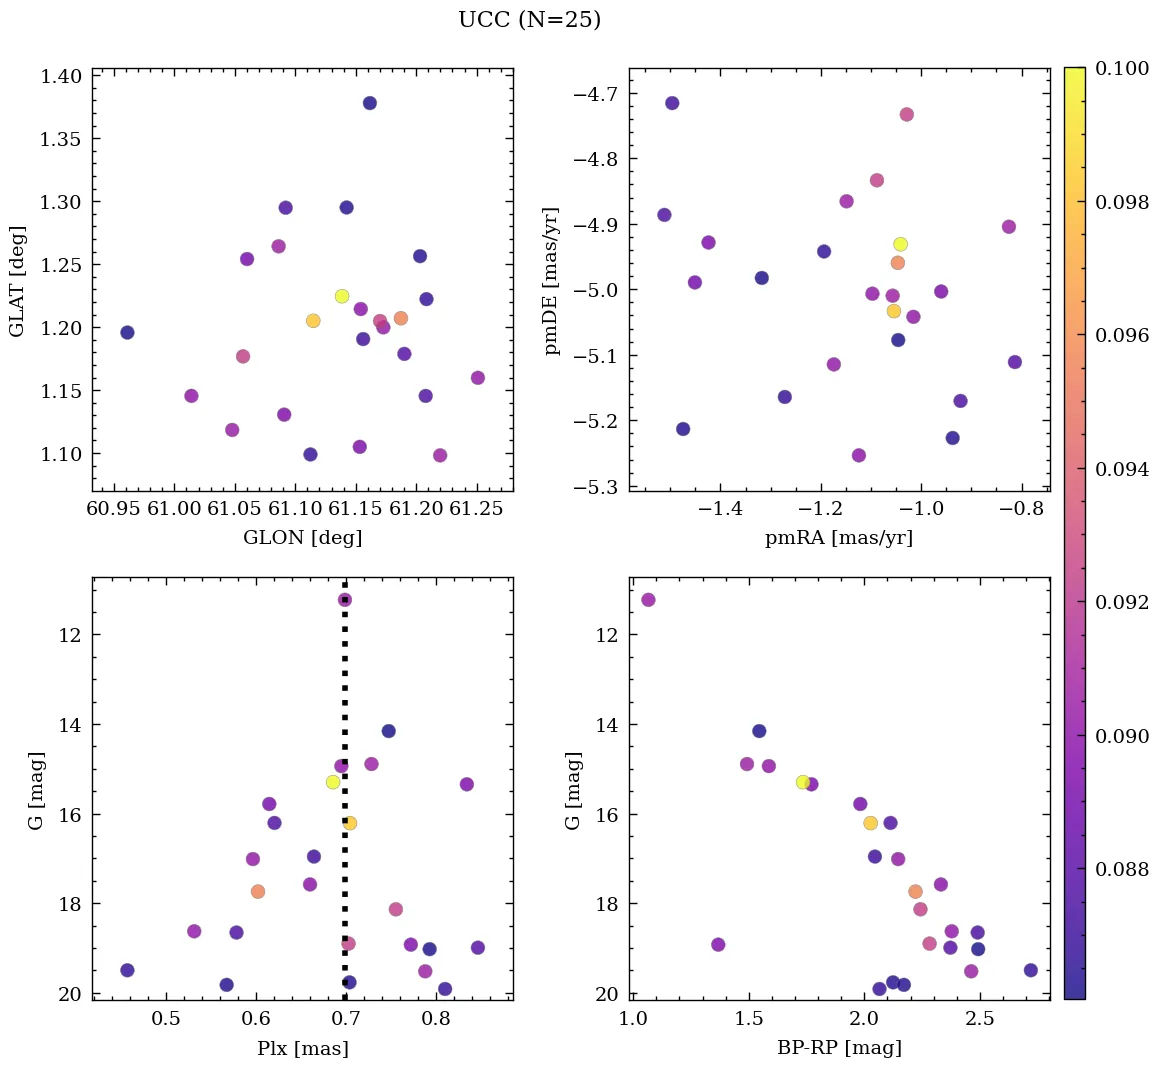 UCC (N=25)
1.40
1.35
1.30
1.25
1.20
1.15
1.10
GLAT [deg]
60.95 61.00 61.05 61.10 61.15 61.20 61.25
GLON [deg]
−4.7
−4.8
−4.9
−5.0
−5.1
−5.2
−5.3
pmDE [mas/yr]
−1.4 −1.2 −1.0 −0.8
pmRA [mas/yr]
0.100
0.098
0.096
0.094
0.092
0.090
0.088
12
14
16
18
20
G [mag]
0.5 0.6 0.7 0.8
Plx [mas]
12
14
16
18
20
G [mag]
1.0 1.5 2.0 2.5
BP-RP [mag]